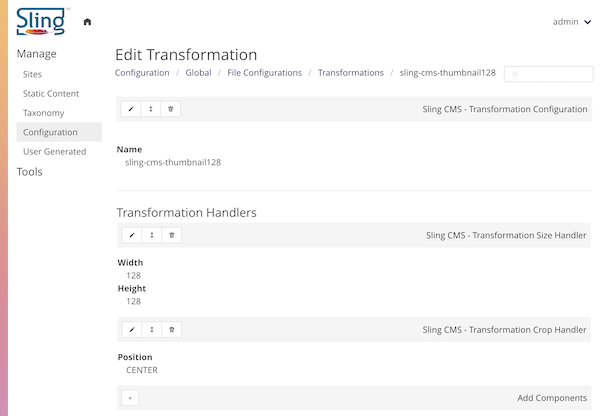 Sling™
admin
Manage
Sites
Static Content
Taxonomy
Configuration
User Generated
Tools
Edit Transformation
Configuration / Global / File Configurations / Transformations / sling-cms-thumbnail128
Sling CMS - Transformation Configuration
Name
sling-cms-thumbnail128
Transformation Handlers
Sling CMS - Transformation Size Handler
Width
128
Height
128
Sling CMS - Transformation Crop Handler
Position
CENTER
+ Add Components